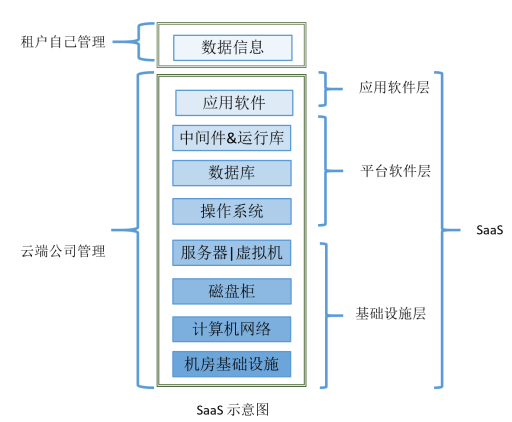 租户自己管理
数据信息
应用软件
应用软件层
中间件&运行库
数据库
平台软件层
操作系统
SaaS
云端公司管理
服务器|虚拟机
磁盘柜
基础设施层
计算机网络
机房基础设施
SaaS 示意图